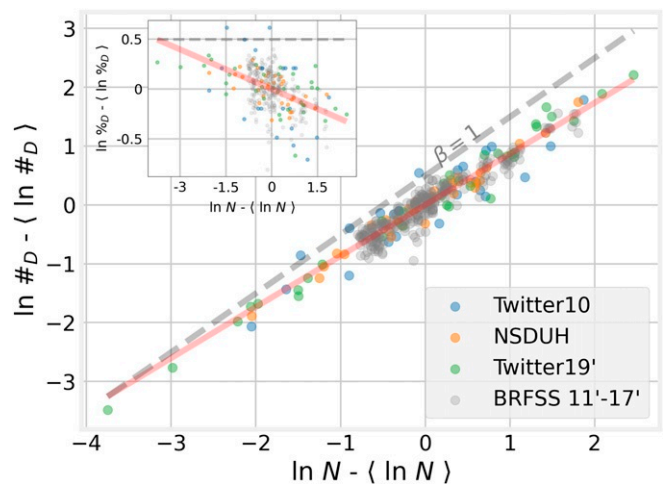 ln #D - ⟨ ln #D ⟩
3
2
1
0
−1
−2
−3
ln %D - ⟨ ln %D ⟩
0.5
0
-0.5
-3
-1.5
0
1.5
ln N - ⟨ ln N ⟩
β = 1
Twitter10
NSDUH
Twitter19'
BRFSS 11'-17'
−4
−3
−2
−1
0
1
2
ln N - ⟨ ln N ⟩